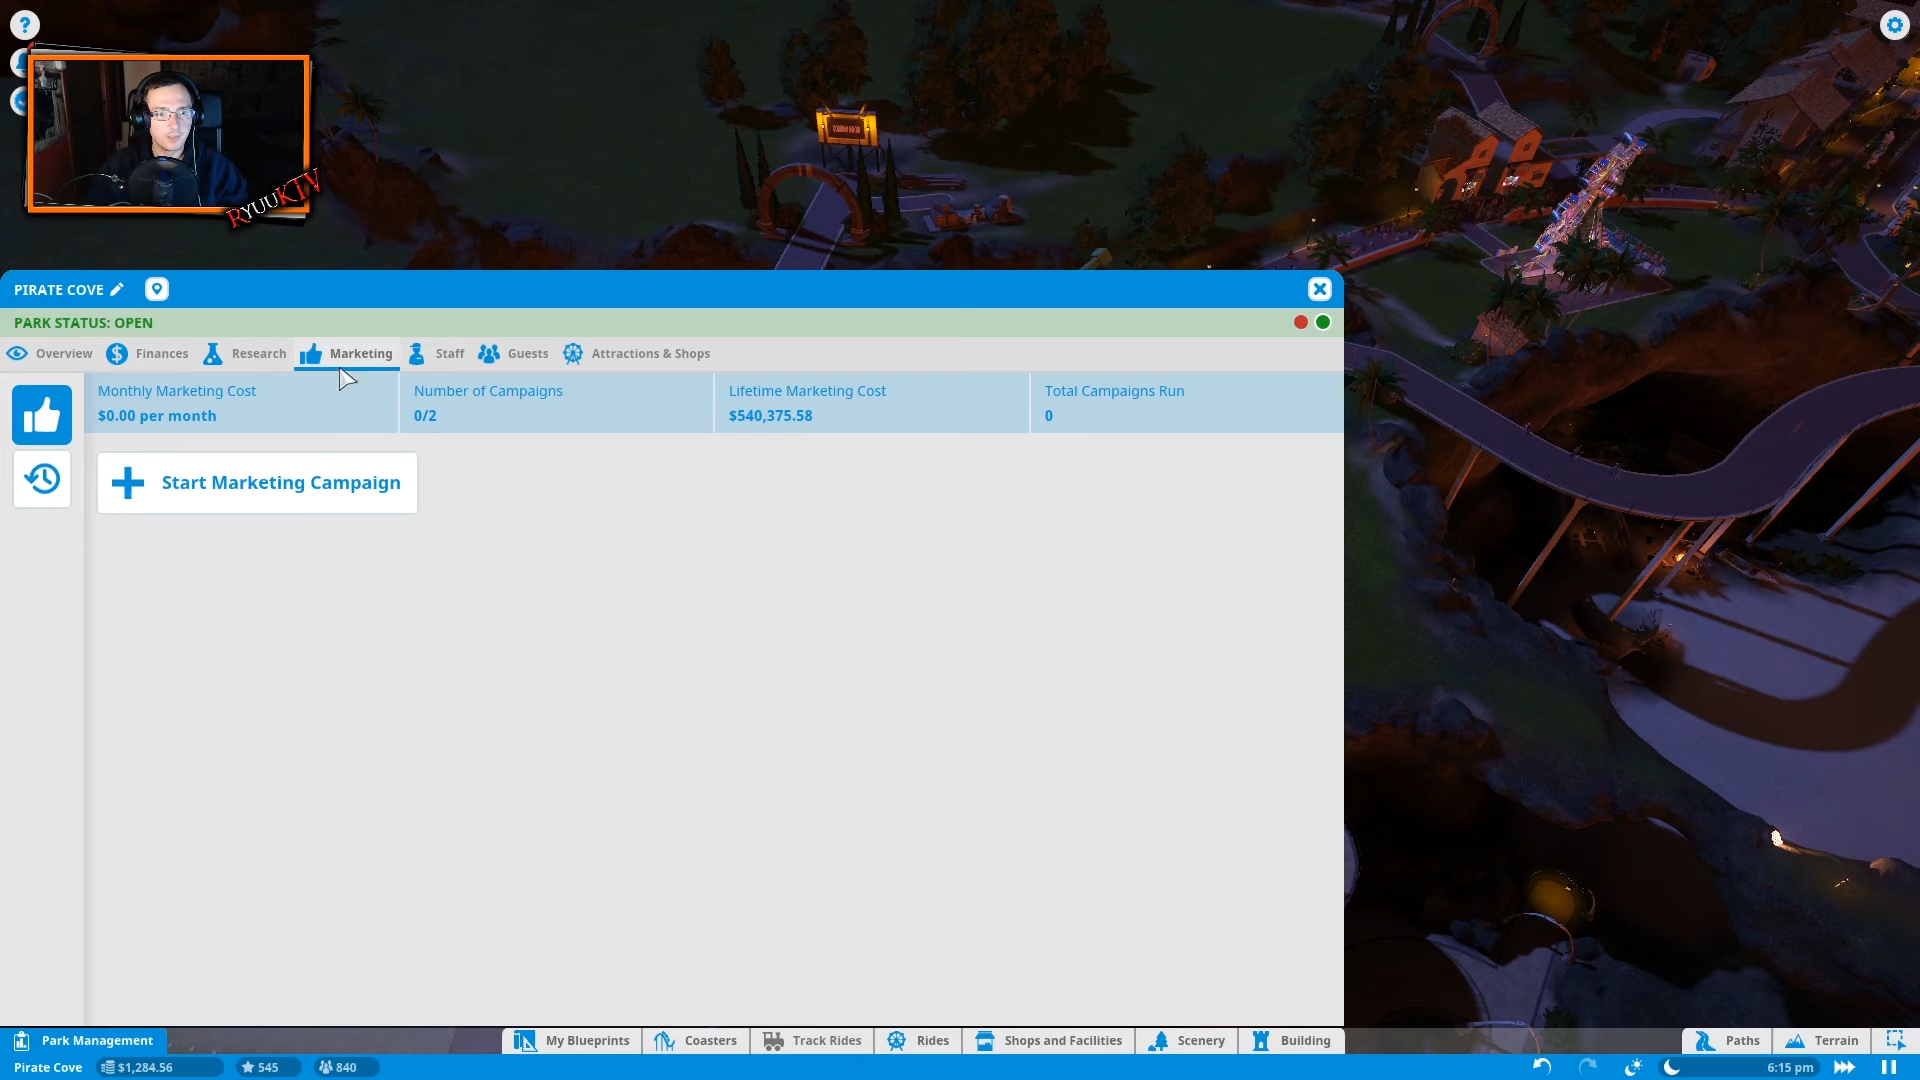 ?
RYUUKTV
COMING SOON
PIRATE COVE
PARK STATUS: OPEN
Overview
Finances
Research
Marketing
Staff
Guests
Attractions & Shops
Monthly Marketing Cost
$0.00 per month
Number of Campaigns
0/2
Lifetime Marketing Cost
$540,375.58
Total Campaigns Run
0
Start Marketing Campaign
Park Management
My Blueprints
Coasters
Track Rides
Rides
Shops and Facilities
Scenery
Building
Paths
Terrain
Pirate Cove
$1,284.56
545
840
6:15 pm